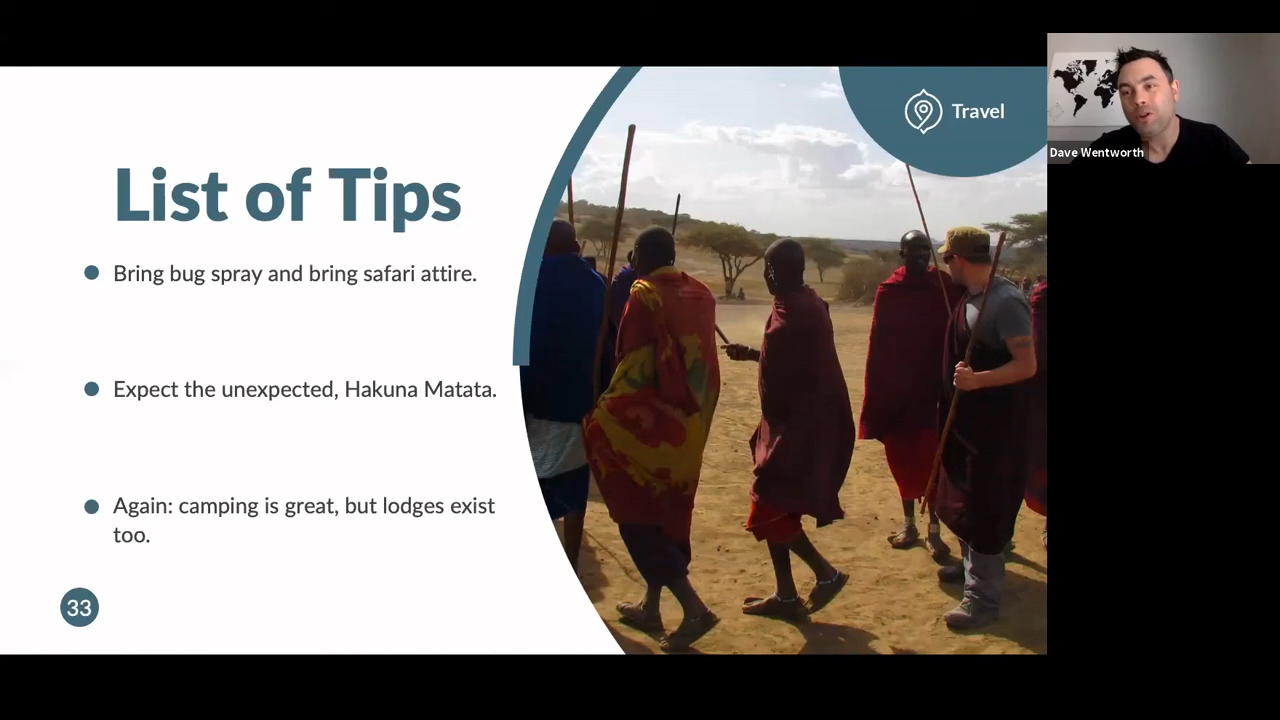 Travel
Dave Wentworth
List of Tips
Bring bug spray and bring safari attire.
Expect the unexpected, Hakuna Matata.
Again: camping is great, but lodges exist
too.
33